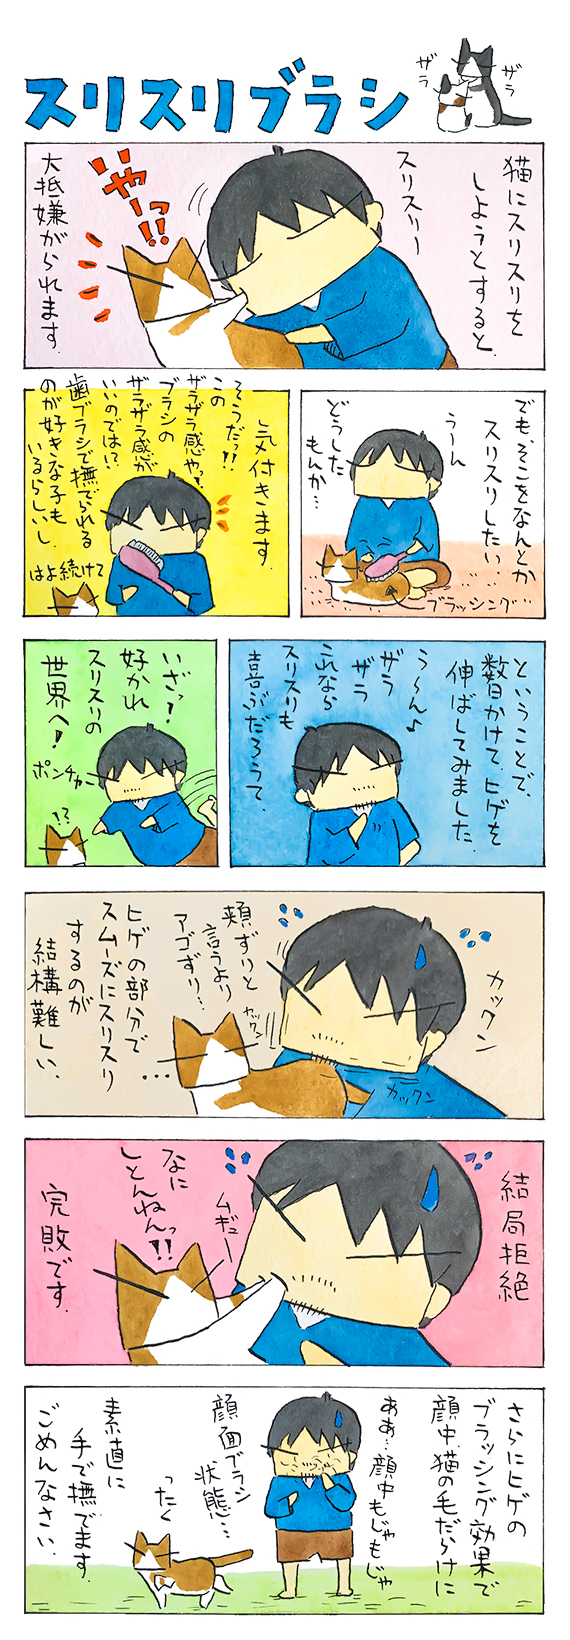 スリスリブラシ
ザラ
ザラ
猫にスリスリを
しようとすると、
スリスリー
いやーっ!!
大抵嫌がられます。
でも、そこをなんとか
スリスリしたい…
うーん
どうした
もんか…
ブラッシング
気付きます。
そうだっ!!
この
ザラザラ感やっ!
ブラシの
ザラザラ感が
いいのでは!?
歯ブラシで撫でられる
のが好きな子も
いるらしいし。
はよ続けて
ということで、
数日かけて、ヒゲを
伸ばしてみました。
う〜ん♪
ザラ
ザラ
これなら
スリスリも
喜ぶだろうて。
いざっ!
好かれ
スリスリの
世界へ!
ポンチャ〜
!?
カックン
頬ずりと
言うより
アゴずり…
カックン
カックン
ヒゲの部分で
スムーズにスリスリ
するのが
結構難しい。
…
結局拒絶
ムギュー
なに
しとんねんっ!!
完敗です。
さらにヒゲの
ブラッシング効果で
顔中、猫の毛だらけに
ああ…顔中もじゃもじゃ
顔面ブラシ
状態…
ったく
素直に
手で撫でます。
ごめんなさい。